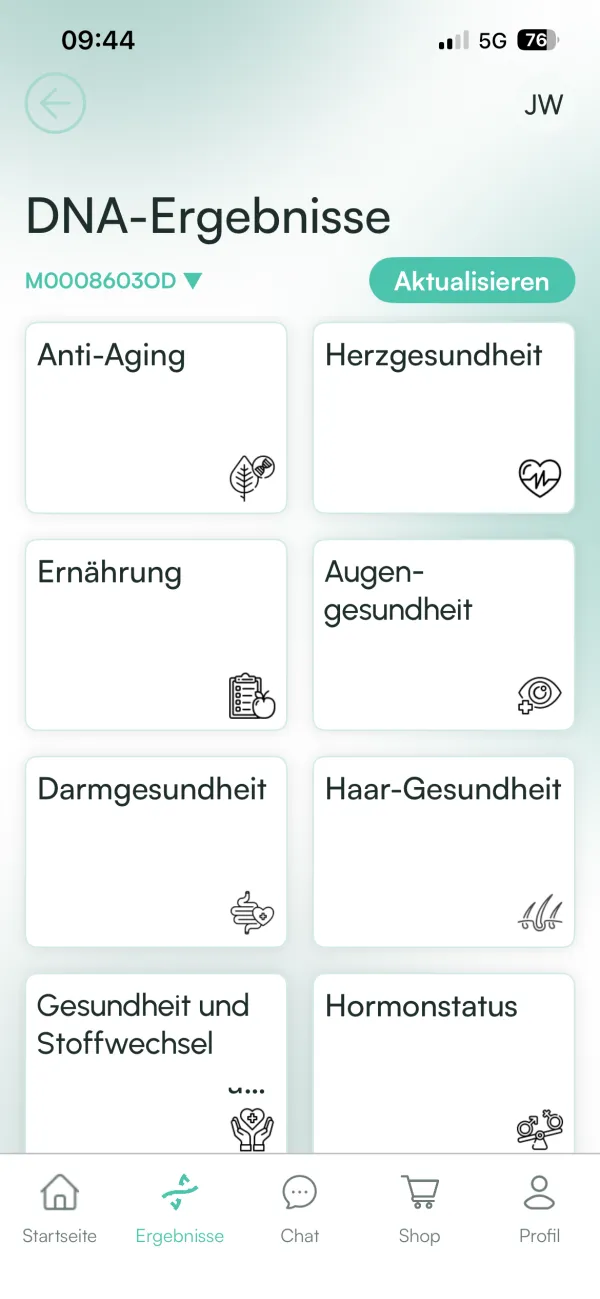 09:44
5G 76
JW
DNA-Ergebnisse
M0008603OD ▼
Aktualisieren
Anti-Aging
Herzgesundheit
Ernährung
Augen-
gesundheit
Darmgesundheit
Haar-Gesundheit
Gesundheit und
Stoffwechsel
Hormonstatus
Startseite
Ergebnisse
Chat
Shop
Profil